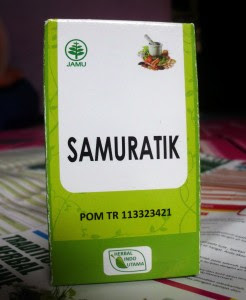 JAMU
SAMURATIK
POM TR 113323421
HERBAL
INDO
UTAMA